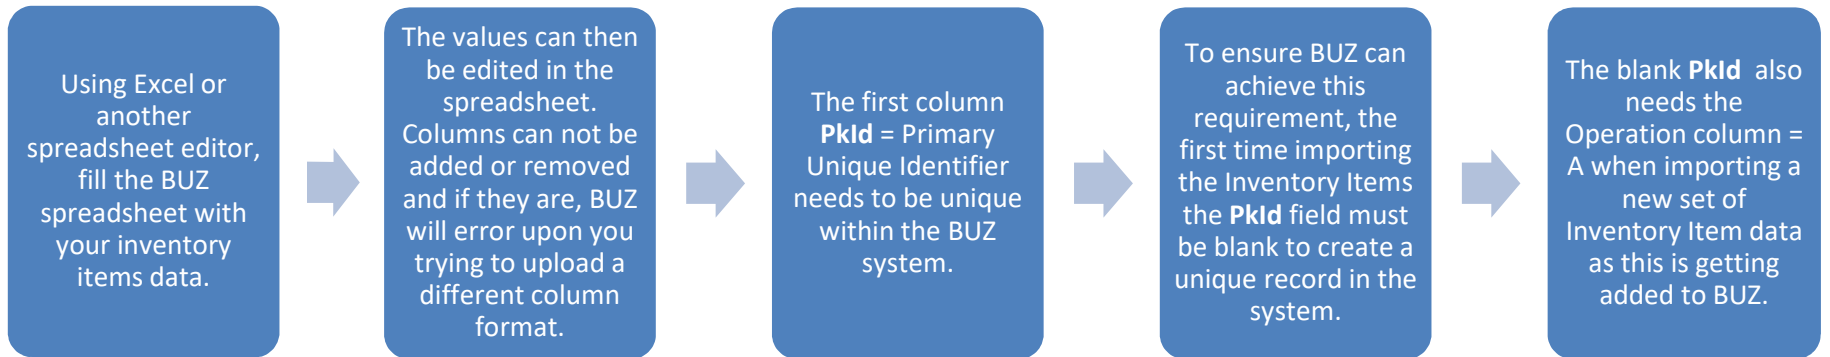 Using Excel or
another
spreadsheet editor,
fill the BUZ
spreadsheet with
your inventory
items data.
The values can then
be edited in the
spreadsheet.
Columns can not be
added or removed
and if they are, BUZ
will error upon you
trying to upload a
different column
format.
The first column
PkId = Primary
Unique Identifier
needs to be unique
within the BUZ
system.
To ensure BUZ can
achieve this
requirement, the
first time importing
the Inventory Items
the PkId field must
be blank to create a
unique record in the
system.
The blank PkId also
needs the
Operation column =
A when importing a
new set of
Inventory Item data
as this is getting
added to BUZ.